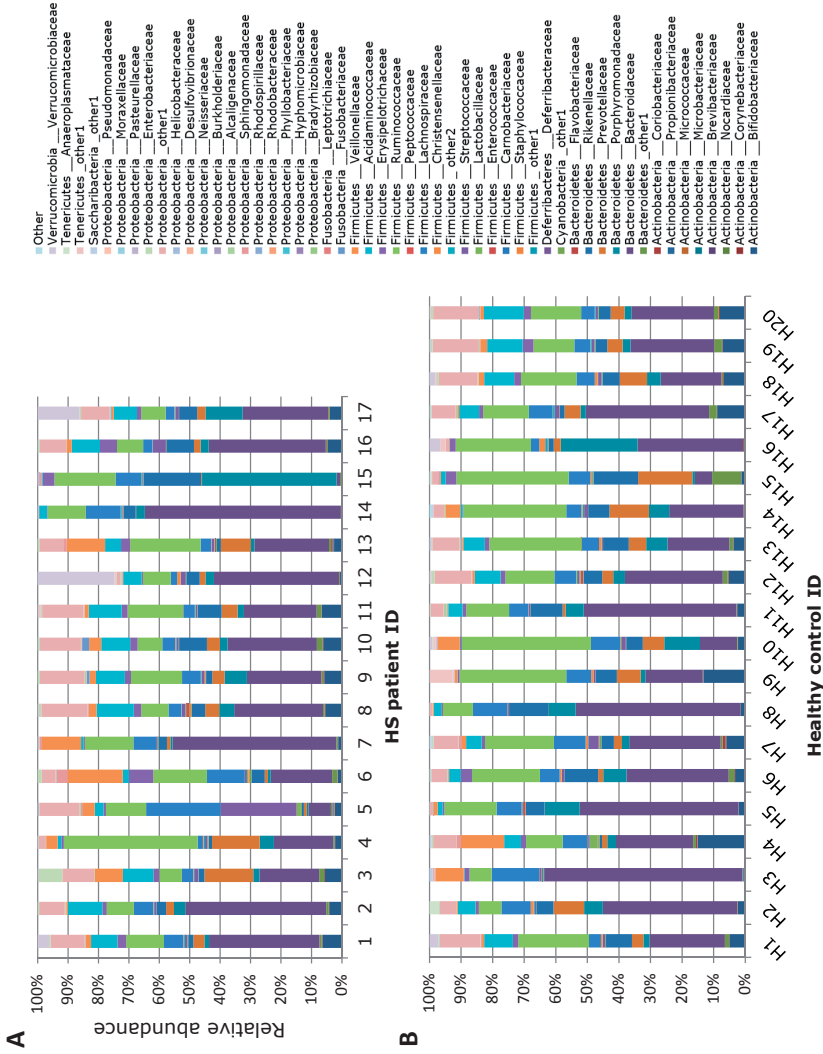 A
Relative abundance
100%
90%
80%
70%
60%
50%
40%
30%
20%
10%
0%
1 2 3 4 5 6 7 8 9 10 11 12 13 14 15 16 17
HS patient ID
B
100%
90%
80%
70%
60%
50%
40%
30%
20%
10%
0%
H1 H2 H3 H4 H5 H6 H7 H8 H9 H10 H11 H12 H13 H14 H15 H16 H17 H18 H19 H20
Healthy control ID
Other
Verrucomicrobia__Verrucomicrobiaceae
Tenericutes__Anaeroplasmataceae
Tenericutes__other1
Saccharibacteria__other1
Proteobacteria__Pseudomonadaceae
Proteobacteria__Moraxellaceae
Proteobacteria__Pasteurellaceae
Proteobacteria__Enterobacteriaceae
Proteobacteria__other1
Proteobacteria__Helicobacteraceae
Proteobacteria__Desulfovibrionaceae
Proteobacteria__Neisseriaceae
Proteobacteria__Burkholderiaceae
Proteobacteria__Alcaligenaceae
Proteobacteria__Sphingomonadaceae
Proteobacteria__Rhodospirillaceae
Proteobacteria__Rhodobacteraceae
Proteobacteria__Phyllobacteriaceae
Proteobacteria__Hyphomicrobiaceae
Proteobacteria__Bradyrhizobiaceae
Fusobacteria__Leptotrichiaceae
Fusobacteria__Fusobacteriaceae
Firmicutes__Veillonellaceae
Firmicutes__Acidaminococcaceae
Firmicutes__Erysipelotrichaceae
Firmicutes__Ruminococcaceae
Firmicutes__Peptococcaceae
Firmicutes__Lachnospiraceae
Firmicutes__Christensenellaceae
Firmicutes__other2
Firmicutes__Streptococcaceae
Firmicutes__Lactobacillaceae
Firmicutes__Enterococcaceae
Firmicutes__Carnobacteriaceae
Firmicutes__Staphylococcaceae
Firmicutes__other1
Deferribacteres__Deferribacteraceae
Cyanobacteria__other1
Bacteroidetes__Flavobacteriaceae
Bacteroidetes__Rikenellaceae
Bacteroidetes__Prevotellaceae
Bacteroidetes__Porphyromonadaceae
Bacteroidetes__Bacteroidaceae
Bacteroidetes__other1
Actinobacteria__Coriobacteriaceae
Actinobacteria__Propionibacteriaceae
Actinobacteria__Micrococcaceae
Actinobacteria__Microbacteriaceae
Actinobacteria__Brevibacteriaceae
Actinobacteria__Nocardiaceae
Actinobacteria__Corynebacteriaceae
Actinobacteria__Bifidobacteriaceae